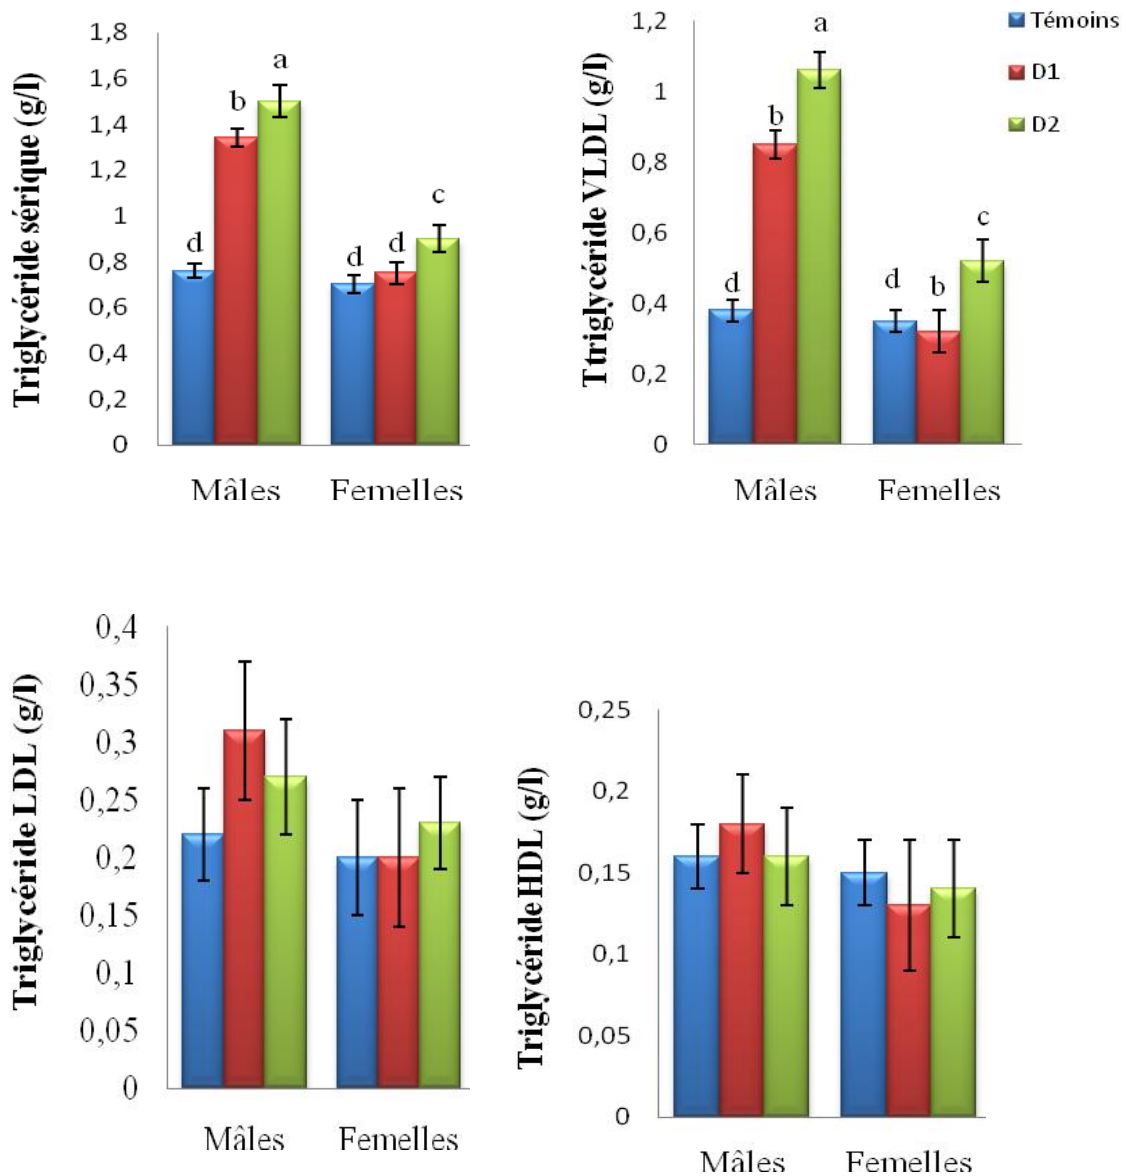 Triglycéride sérique (g/l)
1,8
1,6
1,4
1,2
1
0,8
0,6
0,4
0,2
0
d
b
a
d
d
c
Mâles Femelles
Ttriglycéride VLDL (g/l)
1,2
1
0,8
0,6
0,4
0,2
0
d
b
a
d
b
c
Mâles Femelles
Témoins
D1
D2
Triglycéride LDL (g/l)
0,4
0,35
0,3
0,25
0,2
0,15
0,1
0,05
0
Mâles Femelles
Triglycéride HDL (g/l)
0,25
0,2
0,15
0,1
0,05
0
Mâles Femelles